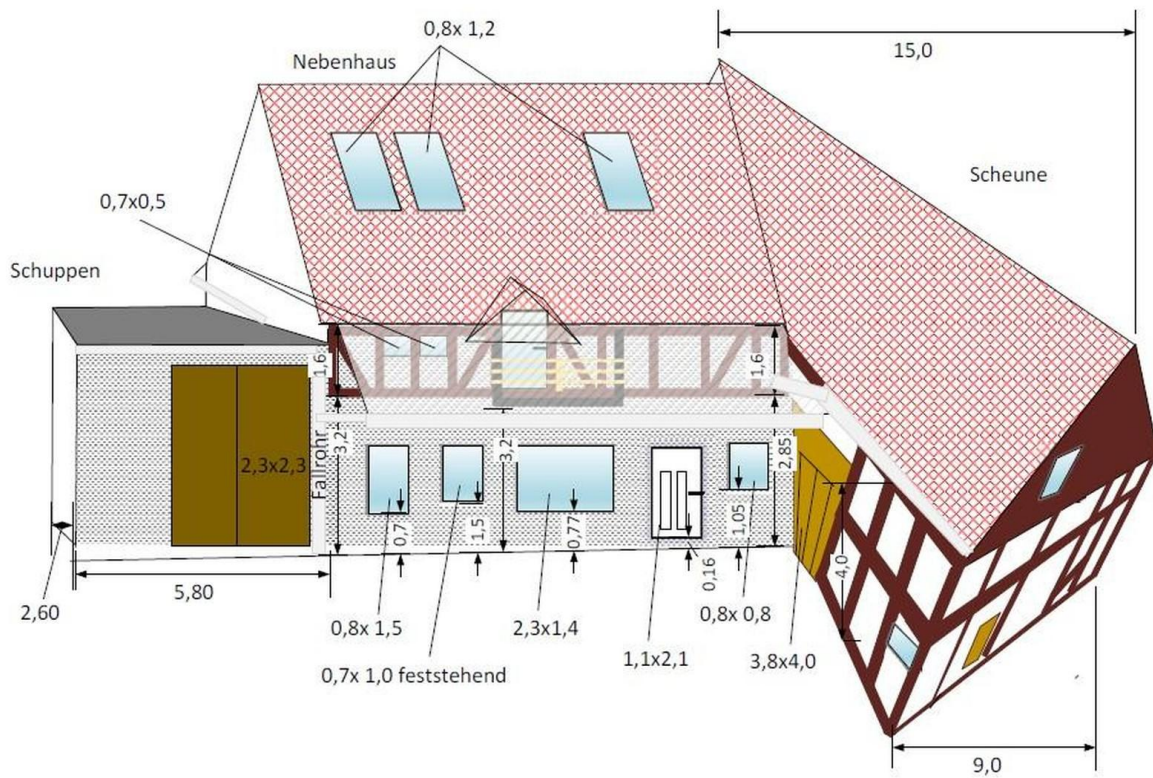 0,8x 1,2
15,0
Nebenhaus
Scheune
0,7x0,5
Schuppen
1,6
1,6
3,2
3,2
2,85
2,3x2,3
Fallrohr
0,7
1,5
0,77
1,05
0,16
4,0
5,80
2,60
0,8x 1,5
2,3x1,4
0,8x 0,8
0,7x 1,0 feststehend
1,1x2,1
3,8x4,0
9,0